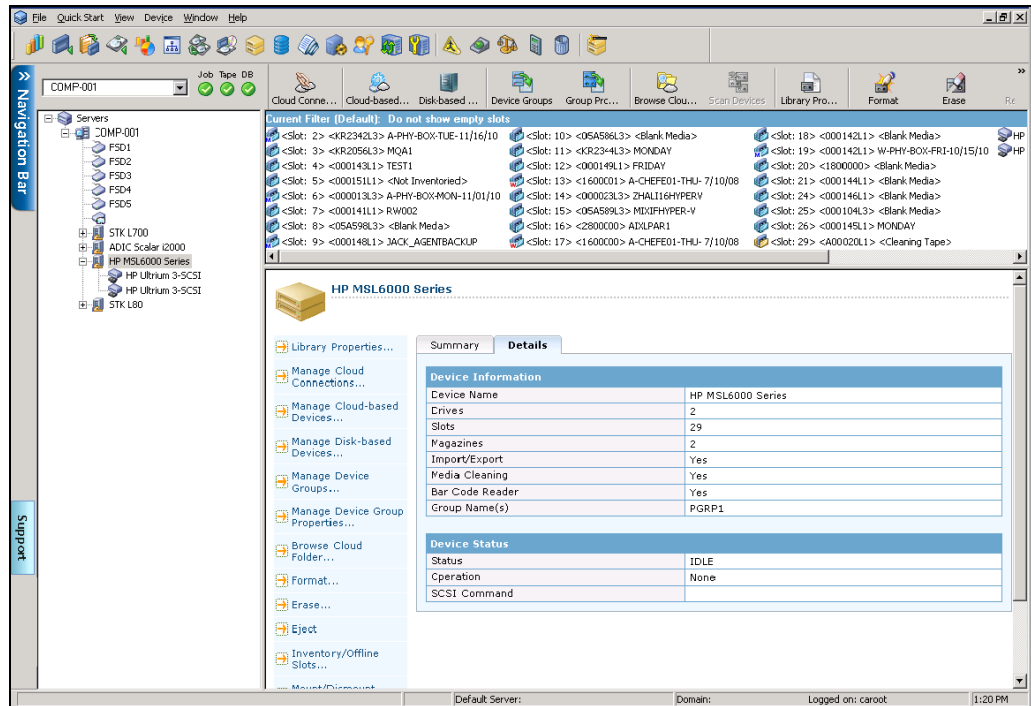 File Quick Start View Device Window Help
Job Tape DB
COMP-001
Cloud Conne... Cloud-based... Disk-based ... Device Groups Group Prc... Browse Clou... Scan Devices Library Pro... Format Erase Re
»
Navigation Bar
Support
Servers
COMP-001
FSD1
FSD2
FSD3
FSD4
FSD5
STK L700
ADIC Scalar i2000
HP MSL6000 Series
HP Ultrium 3-SCSI
HP Ultrium 3-SCSI
STK L80
Current Filter (Default): Do not show empty slots
<Slot: 2> <KR2342L3> A-PHY-BOX-TUE-11/16/10 <Slot: 10> <05A586L3> <Blank Media> <Slot: 18> <000142L1> <Blank Media> HP
<Slot: 3> <KR2056L3> MQA1 <Slot: 11> <KR2344L3> MONDAY <Slot: 19> <000142L1> W-PHY-BOX-FRI-10/15/10 HP
<Slot: 4> <000143L1> TEST1 <Slot: 12> <000149L1> FRIDAY <Slot: 20> <1800000> <Blank Media>
<Slot: 5> <000151L1> <Not Inventoried> <Slot: 13> <1600C01> A-CHEFE01-THU- 7/10/08 <Slot: 21> <000144L1> <Blank Media>
<Slot: 6> <000013L3> A-PHY-BOX-MON-11/01/10 <Slot: 14> <000023L3> ZHALI16HYPERV <Slot: 24> <000146L1> <Blank Media>
<Slot: 7> <000141L1> RW002 <Slot: 15> <05A589L3> MIXIFHYPER-V <Slot: 25> <000104L3> <Blank Media>
<Slot: 8> <05A598L3> <Blank Meda> <Slot: 16> <2800C00> AIXLPAR1 <Slot: 26> <000145L1> MONDAY
<Slot: 9> <000148L1> JACK_AGENTBACKUP <Slot: 17> <1600C00> A-CHEFE01-THU- 7/10/08 <Slot: 29> <A00020L1> <Cleaning Tape>
HP MSL6000 Series
Library Properties...
Manage Cloud
Connections...
Manage Cloud-based
Devices...
Manage Disk-based
Devices...
Manage Device
Groups...
Manage Device Group
Properties...
Browse Cloud
Folder...
Format...
Erase...
Eject
Inventory/Offline
Slots...
Mount/Dismount
Summary Details
Device Information
Device Name HP MSL6000 Series
Drives 2
Slots 29
Magazines 2
Import/Export Yes
Media Cleaning Yes
Bar Code Reader Yes
Group Name(s) PGRP1
Device Status
Status IDLE
Operation None
SCSI Command
Default Server: Domain: Logged on: caroot 1:20 PM